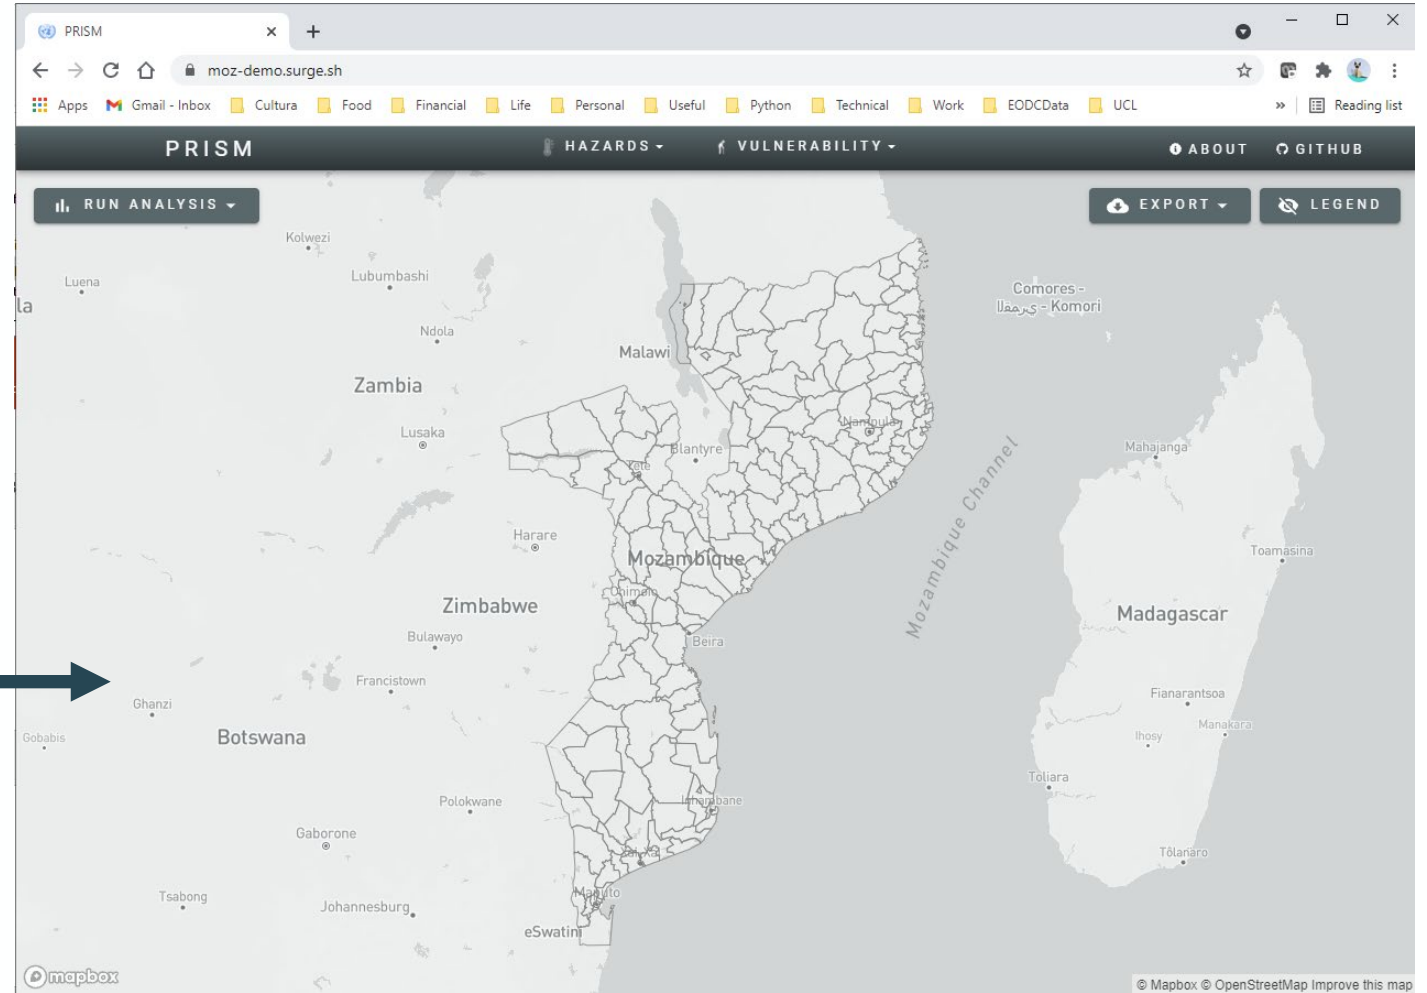 PRISM
moz-demo.surge.sh
Apps Gmail - Inbox Cultura Food Financial Life Personal Useful Python Technical Work EODCData UCL » Reading list
PRISM HAZARDS VULNERABILITY ABOUT GITHUB
RUN ANALYSIS EXPORT LEGEND
Kolwezi
Lubumbashi
Luena
la
Comores -
Komori
Ndola
Malawi
Zambia
Nampula
Lusaka
Mahajanga
Blantyre
Tete
Mozambique Channel
Harare
Toamasina
Mozambique
Chimoio
Zimbabwe
Madagascar
Bulawayo
Beira
Francistown
Fianarantsoa
Ghanzi
Manakara
Gobabis
Botswana
Ihosy
Toliara
Polokwane
Inhambane
Gaborone
Xai-Xai
Tôlanaro
Tsabong
Maputo
Johannesburg
eSwatini
mapbox
© Mapbox © OpenStreetMap Improve this map